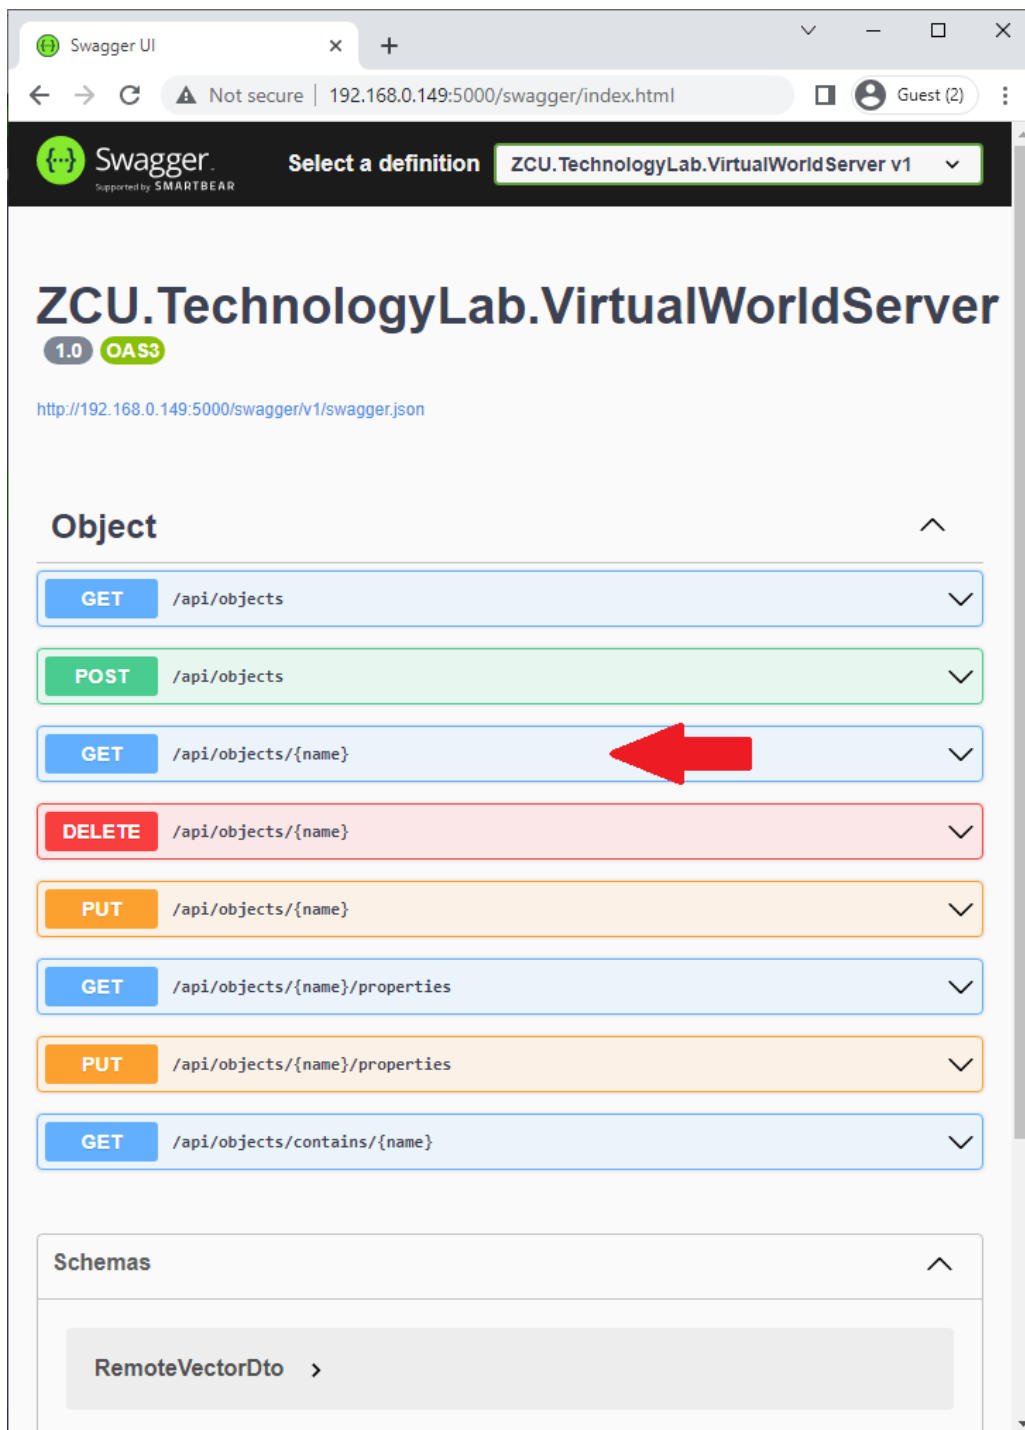 Swagger UI
Not secure | 192.168.0.149:5000/swagger/index.html Guest (2)
Swagger
Supported by SMARTBEAR
Select a definition ZCU.TechnologyLab.VirtualWorldServer v1
ZCU.TechnologyLab.VirtualWorldServer
1.0 OAS3
http://192.168.0.149:5000/swagger/v1/swagger.json
Object
GET /api/objects
POST /api/objects
GET /api/objects/{name}
DELETE /api/objects/{name}
PUT /api/objects/{name}
GET /api/objects/{name}/properties
PUT /api/objects/{name}/properties
GET /api/objects/contains/{name}
Schemas
RemoteVectorDto